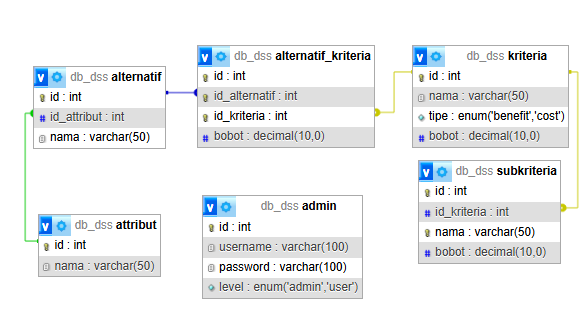 db_dss alternatif
id : int
id_attribut : int
nama : varchar(50)
db_dss alternatif_kriteria
id : int
id_alternatif : int
id_kriteria : int
bobot : decimal(10,0)
db_dss kriteria
id : int
nama : varchar(50)
tipe : enum('benefit','cost')
bobot : decimal(10,0)
db_dss subkriteria
id : int
id_kriteria : int
nama : varchar(50)
bobot : decimal(10,0)
db_dss attribut
id : int
nama : varchar(50)
db_dss admin
id : int
username : varchar(100)
password : varchar(100)
level : enum('admin','user')